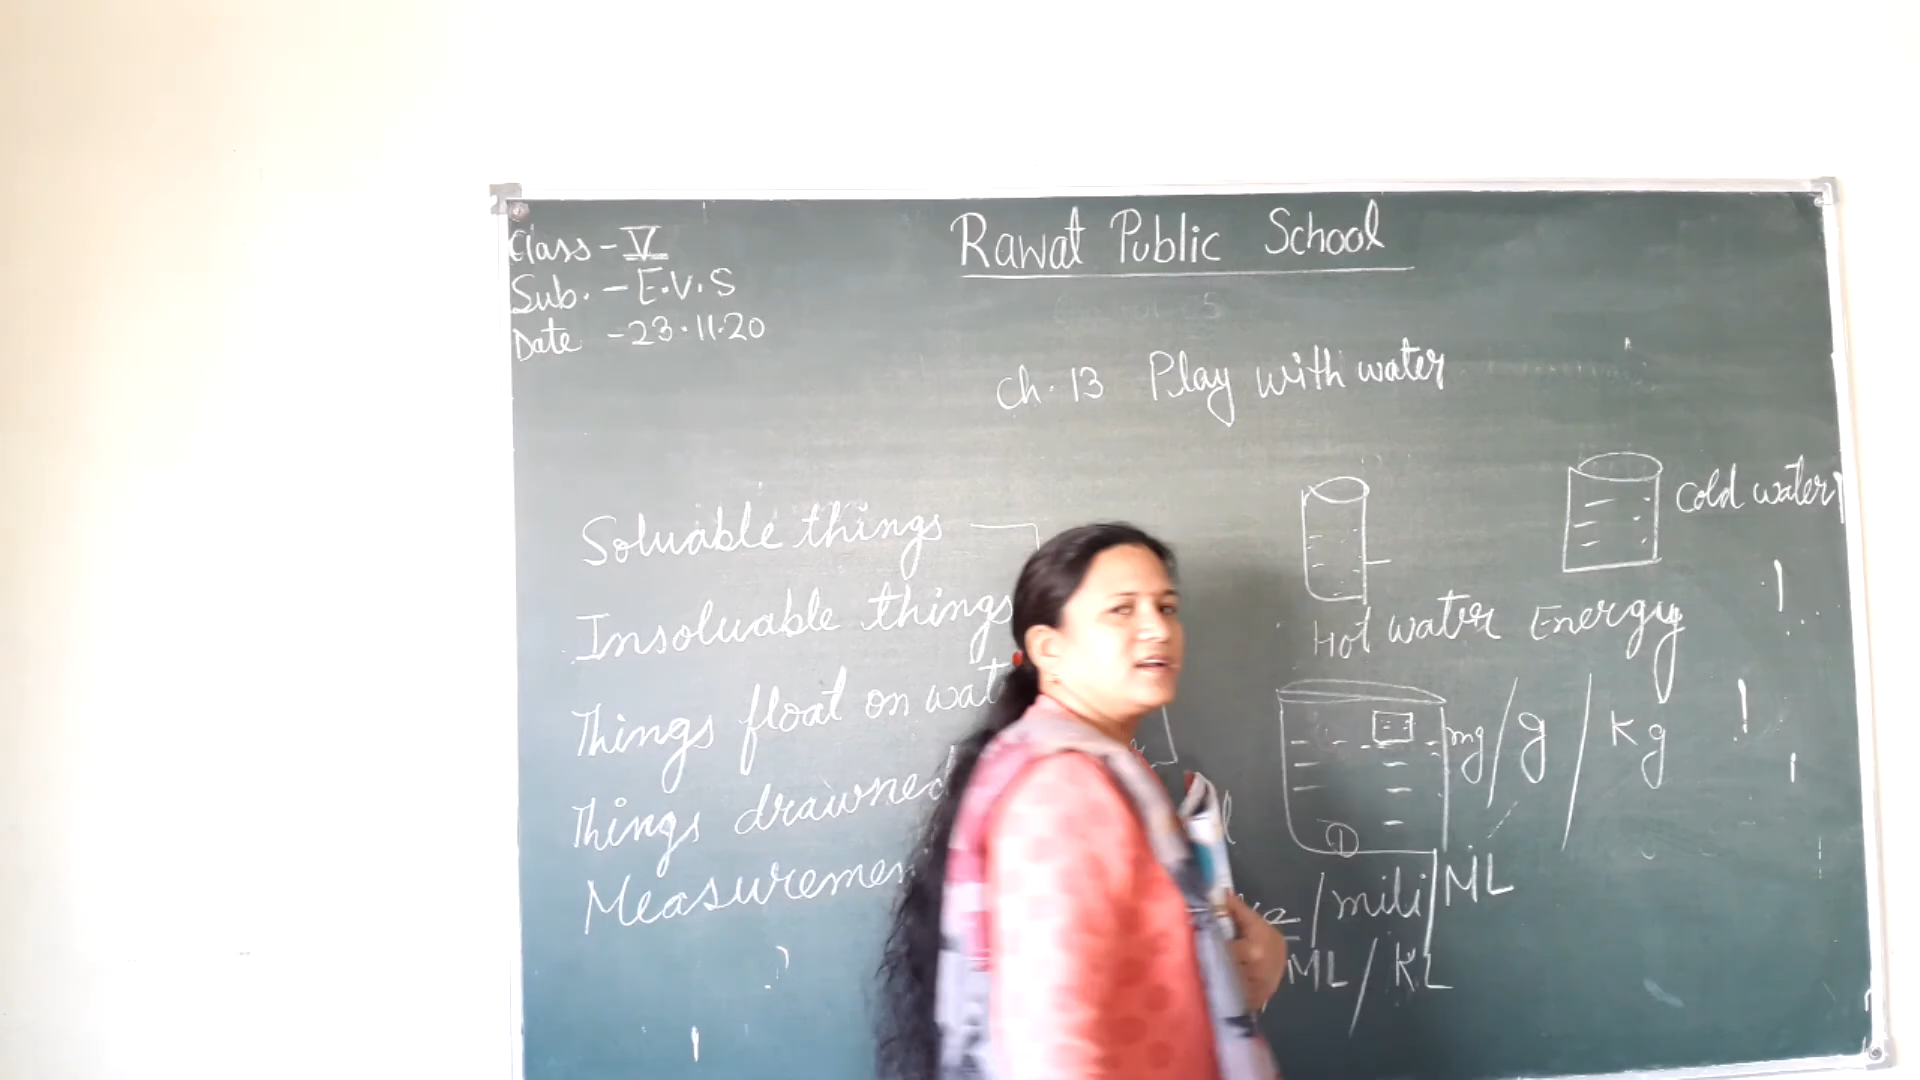 Rawat Public School
Class - V
Sub. - E.V.S
Date - 23.11.20
Ch. 13 Play with water
Soluable things
Insoluable things
Things float on wat
Things drawned
Measuremen
Cold water
Hot water Energy
mg / g / Kg
/ mili / ML
ML / KL